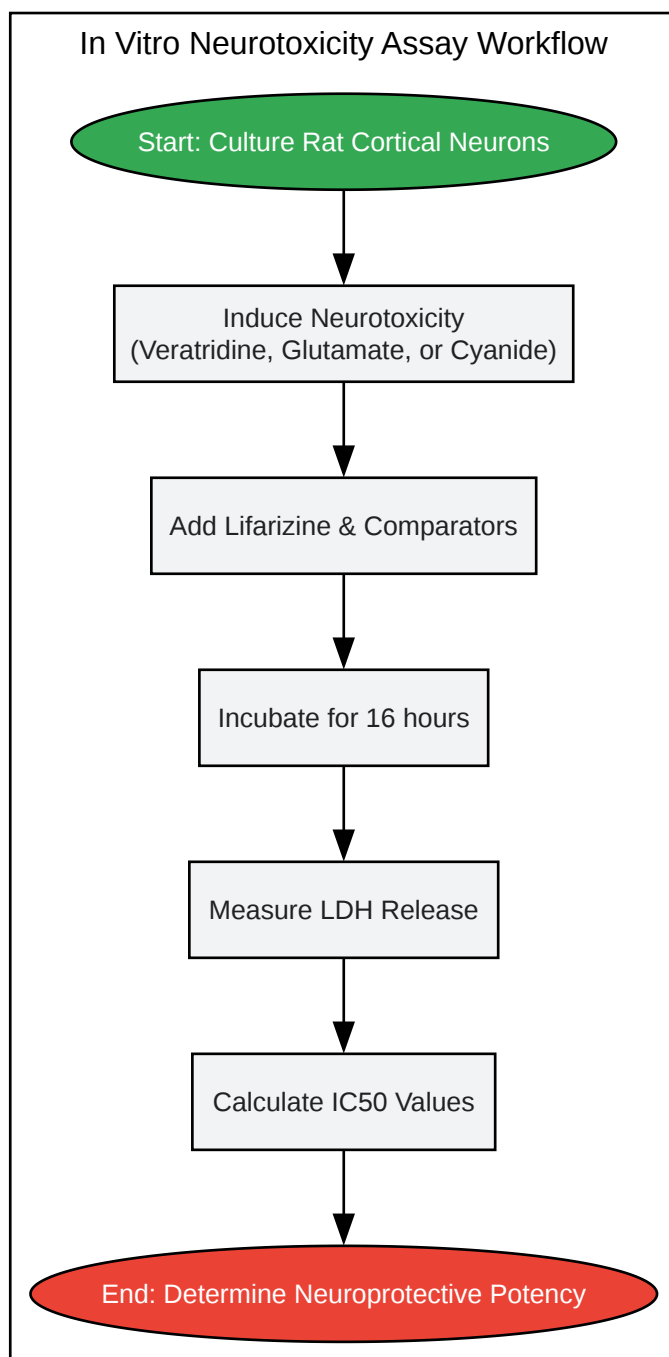 In Vitro Neurotoxicity Assay Workflow
Start: Culture Rat Cortical Neurons
Induce Neurotoxicity
(Veratridine, Glutamate, or Cyanide)
Add Lifarizine & Comparators
Incubate for 16 hours
Measure LDH Release
Calculate IC50 Values
End: Determine Neuroprotective Potency